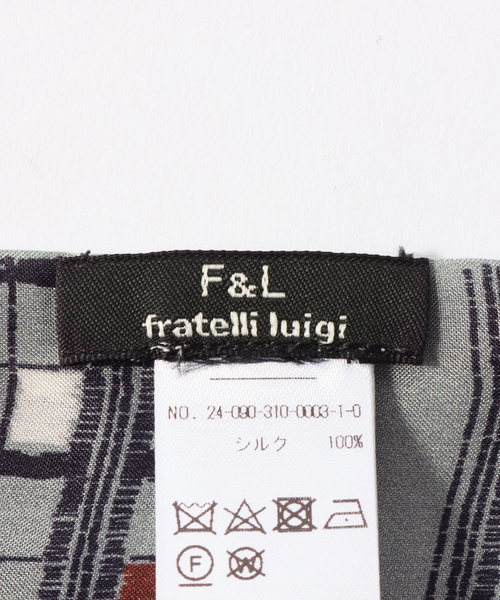 F&L
fratelli luigi
NO. 24-090-310-0003-1-0
シルク 100%
F
W